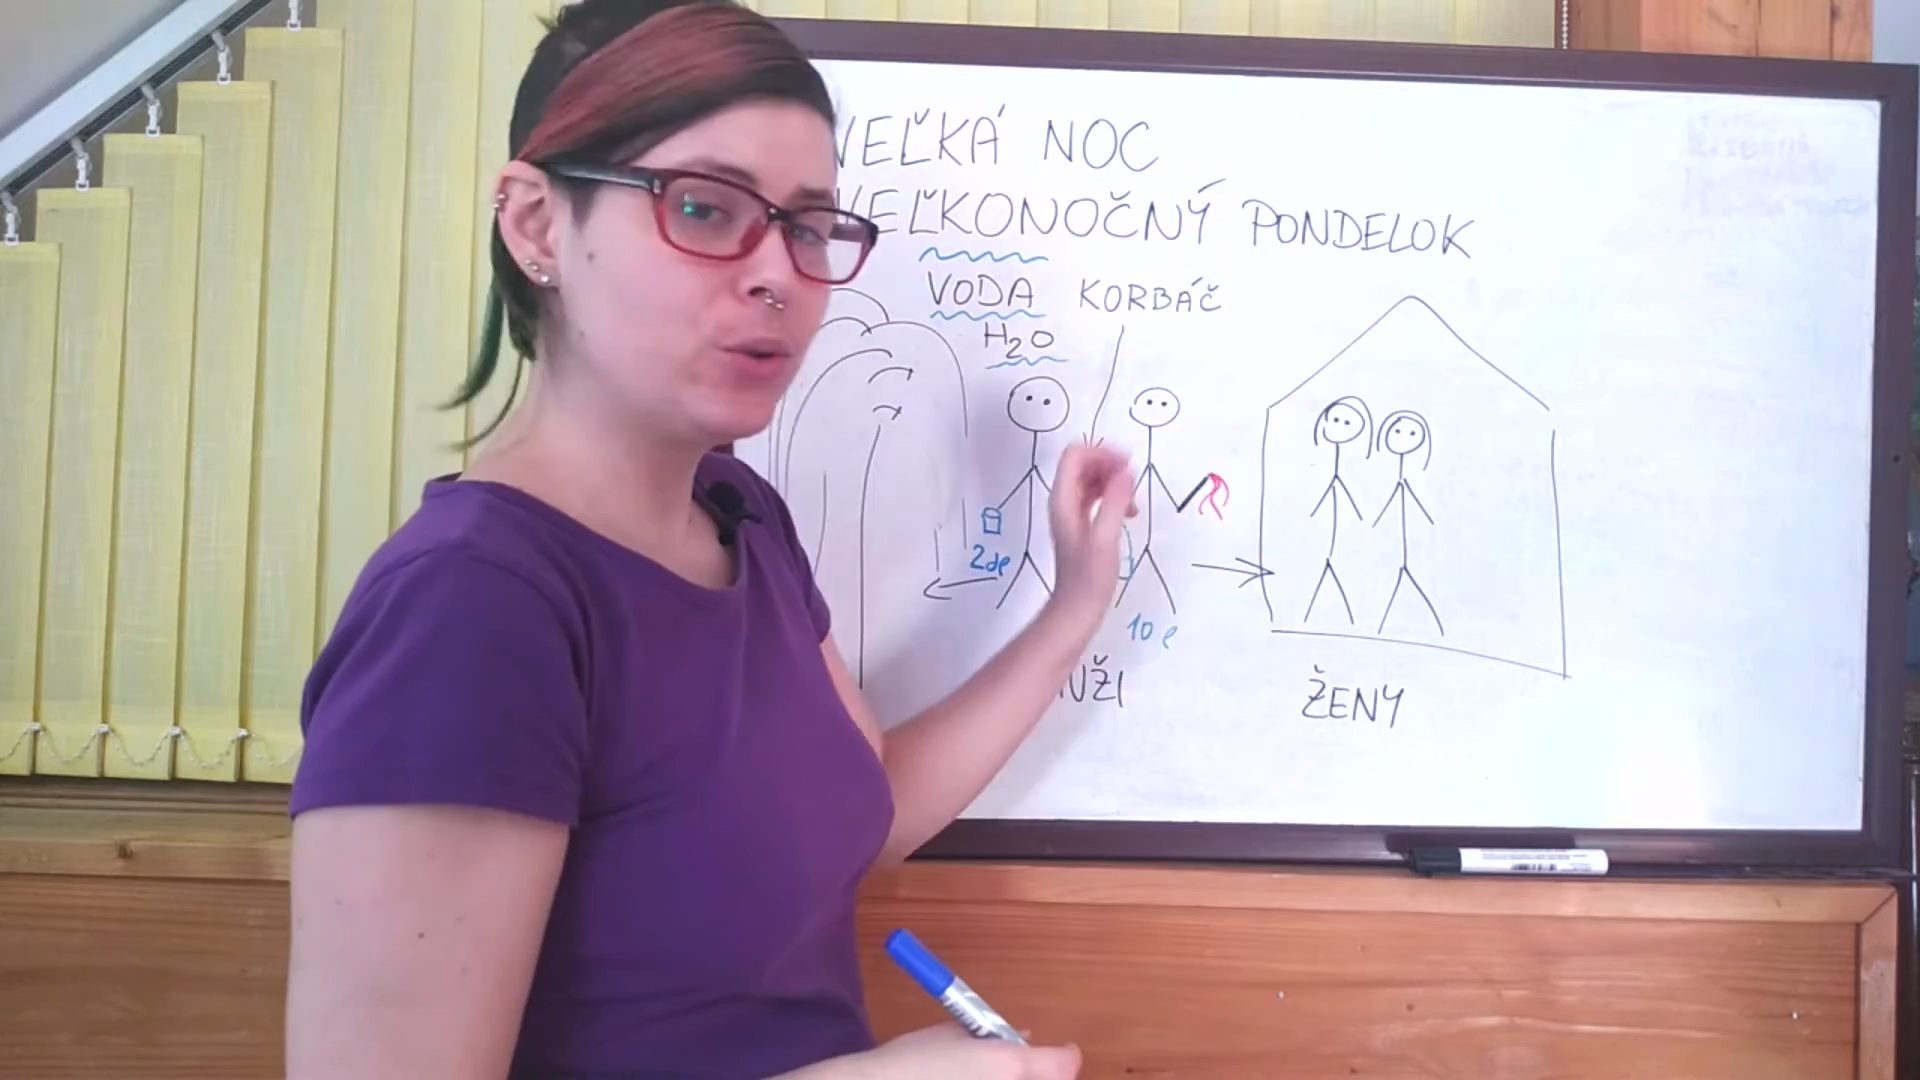 VEĽKÁ NOC
VEĽKONOČNÝ PONDELOK
VODA KORBÁČ
H2O
2dl
10 l
ŽENY